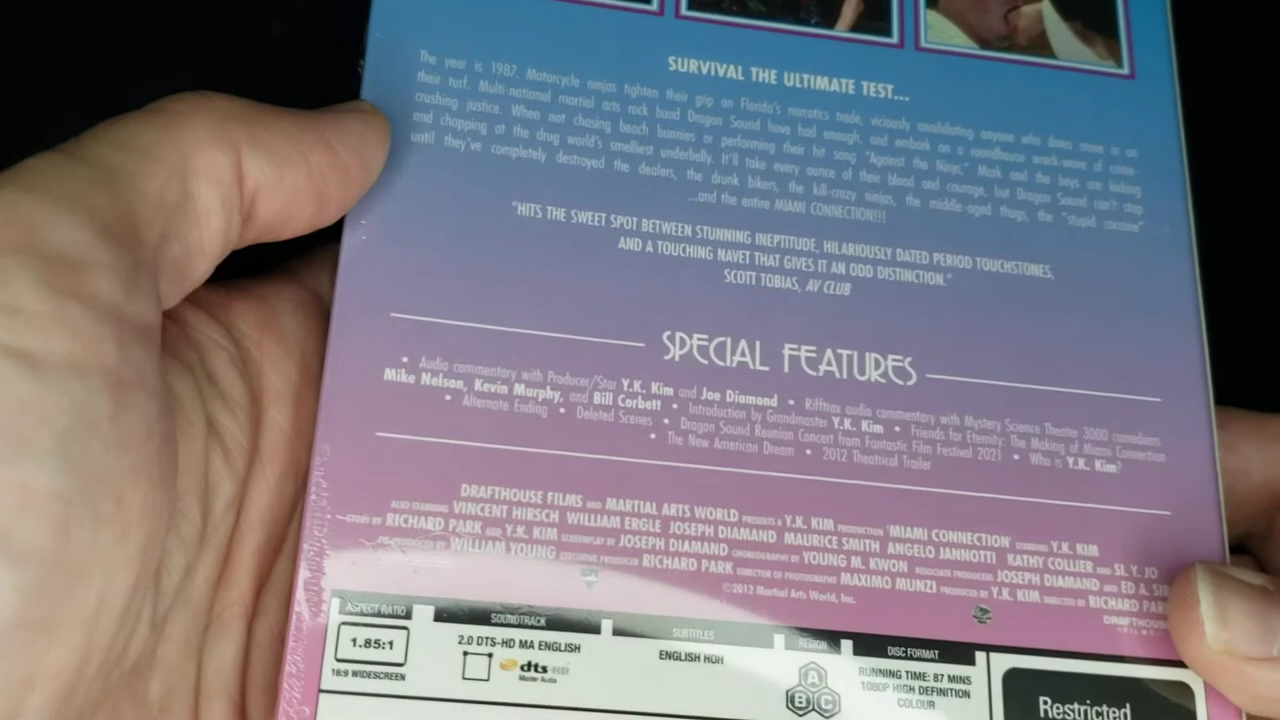 SURVIVAL THE ULTIMATE TEST...
The year is 1987. Motorcycle ninjas tighten their grip on Florida's narcotics trade, viciously annihilating anyone who dares move in on
their turf. Multi-national martial arts rock band Dragon Sound have had enough, and embark on a roundhouse wreck-wave of crime-
crushing justice. When not chasing beach bunnies or performing their hit song "Against the Ninja," Mark and the boys are kicking
and chopping at the drug world's smelliest underbelly. It'll take every ounce of their blood and courage, but Dragon Sound can't stop
until they've completely destroyed the dealers, the drunk bikers, the kill-crazy ninjas, the middle-aged thugs, the "stupid cocaine"
...and the entire MIAMI CONNECTION!!!
"HITS THE SWEET SPOT BETWEEN STUNNING INEPTITUDE, HILARIOUSLY DATED PERIOD TOUCHSTONES,
AND A TOUCHING NAVET THAT GIVES IT AN ODD DISTINCTION."
SCOTT TOBIAS, AV CLUB
SPECIAL FEATURES
• Audio commentary with Producer/Star Y.K. Kim and Joe Diamond • Rifftrax audio commentary with Mystery Science Theater 3000 comedians
Mike Nelson, Kevin Murphy, and Bill Corbett • Introduction by Grandmaster Y.K. Kim • Friends for Eternity: The Making of Miami Connection
• Alternate Ending • Deleted Scenes • Dragon Sound Reunion Concert from Fantastic Film Festival 2021 • Who is Y.K. Kim?
• The New American Dream • 2012 Theatrical Trailer
DRAFTHOUSE FILMS AND MARTIAL ARTS WORLD PRESENTS A Y.K. KIM PRODUCTION 'MIAMI CONNECTION' STARRING Y.K. KIM
ALSO STARRING VINCENT HIRSCH WILLIAM ERGLE JOSEPH DIAMAND MAURICE SMITH ANGELO JANNOTTI KATHY COLLIER AND SI. Y. JO
STORY BY RICHARD PARK AND Y.K. KIM SCREENPLAY BY JOSEPH DIAMAND CHOREOGRAPHY BY YOUNG M. KWON ASSOCIATE PRODUCERS JOSEPH DIAMAND AND ED A.
CO-PRODUCED BY WILLIAM YOUNG EXECUTIVE PRODUCER RICHARD PARK DIRECTOR OF PHOTOGRAPHY MAXIMO MUNZI PRODUCED BY Y.K. KIM DIRECTED BY RICHARD PARK
©2012 Martial Arts World, Inc.
DRAFTHOUSE
FILMS
ASPECT RATIO
1.85:1
16:9 WIDESCREEN
SOUNDTRACK
2.0 DTS-HD MA ENGLISH
dts-HD
Master Audio
SUBTITLES
ENGLISH HOH
REGION
A
B C
DISC FORMAT
RUNNING TIME: 87 MINS
1080P HIGH DEFINITION
COLOUR
Restricted